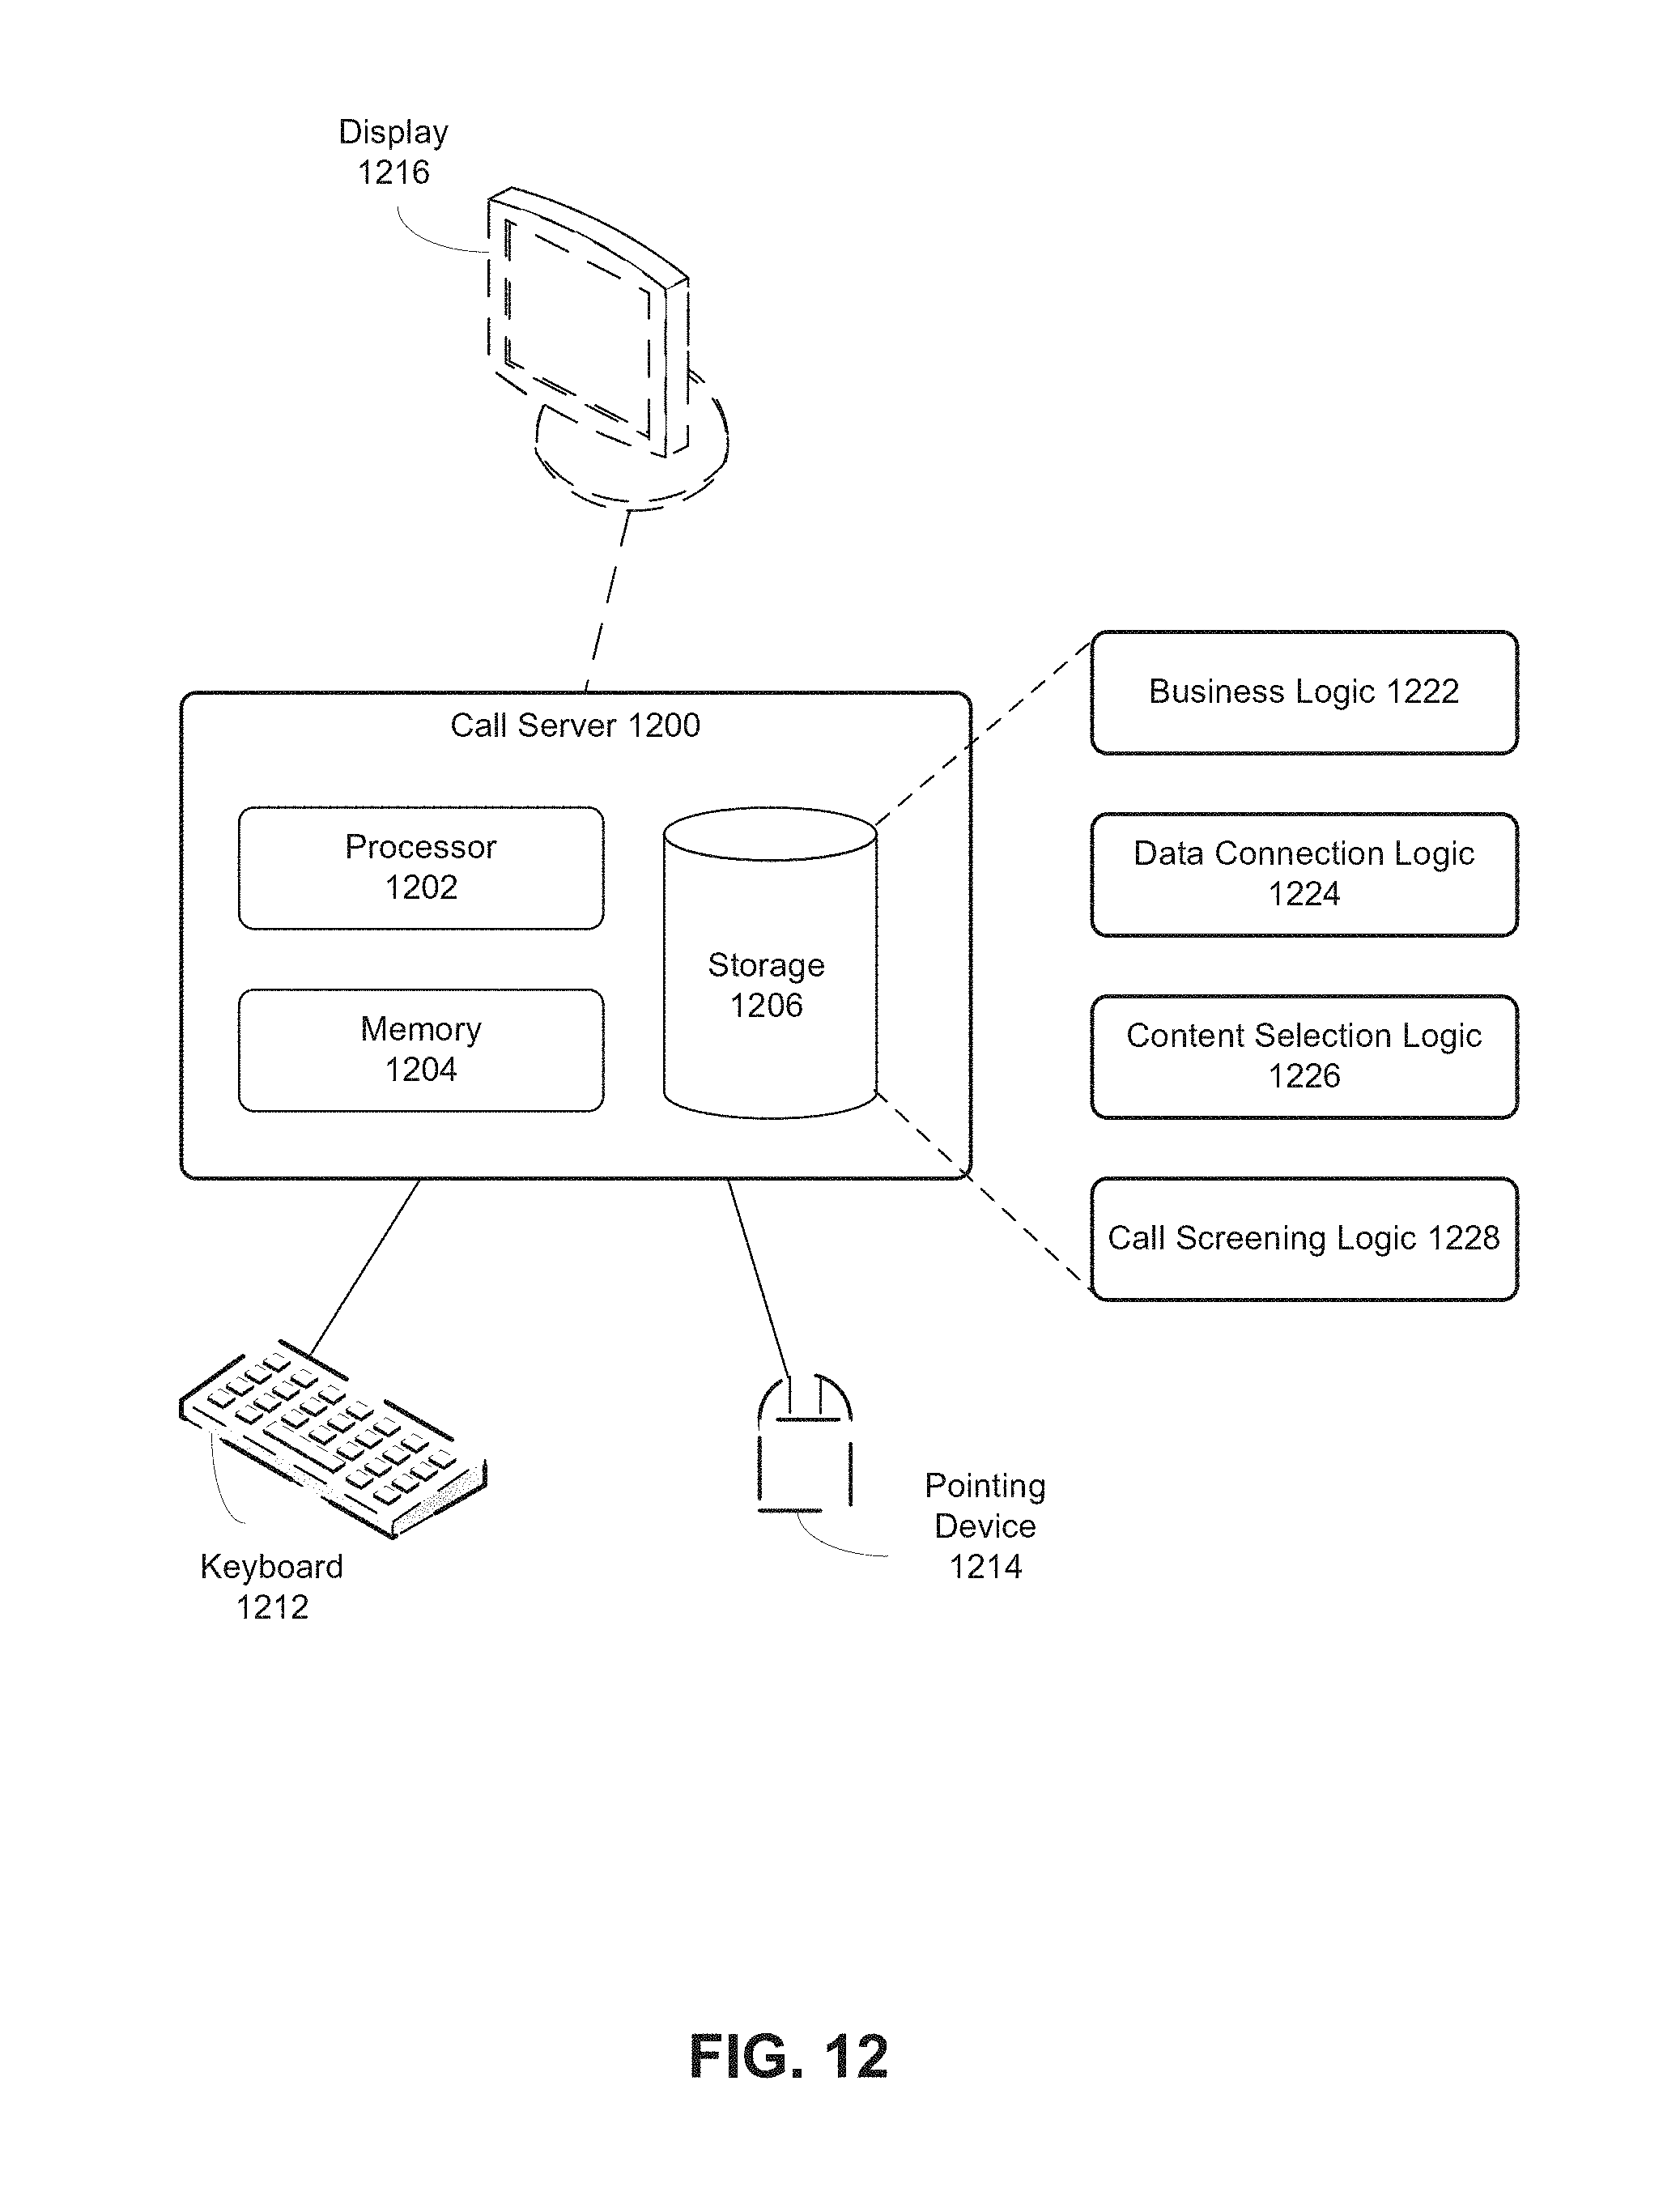 Display
1216
Call Server 1200
Processor
1202
Memory
1204
Storage
1206
Business Logic 1222
Data Connection Logic
1224
Content Selection Logic
1226
Call Screening Logic 1228
Keyboard
1212
Pointing
Device
1214
FIG. 12